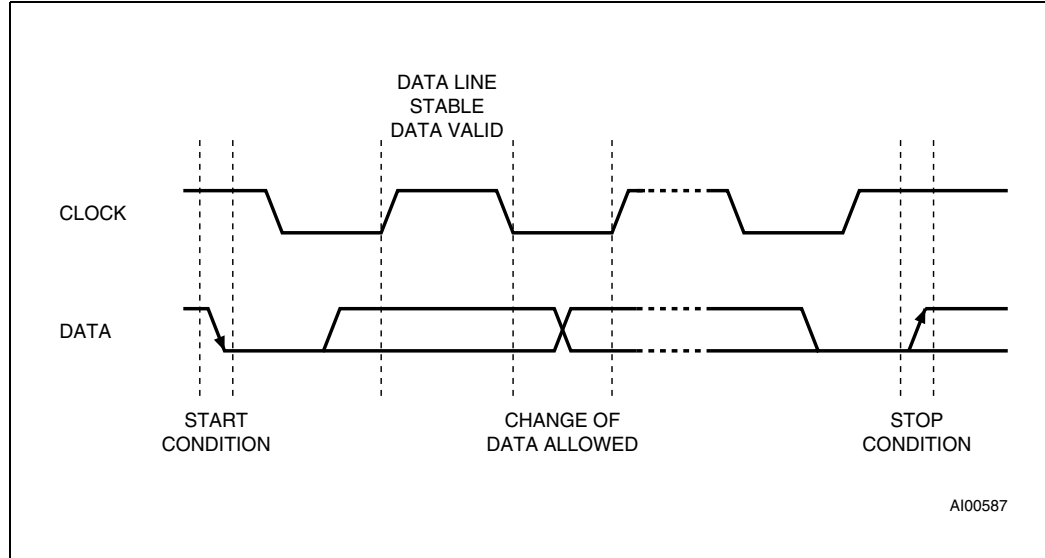 DATA LINE
STABLE
DATA VALID
CLOCK
DATA
START
CONDITION
CHANGE OF
DATA ALLOWED
STOP
CONDITION
AI00587